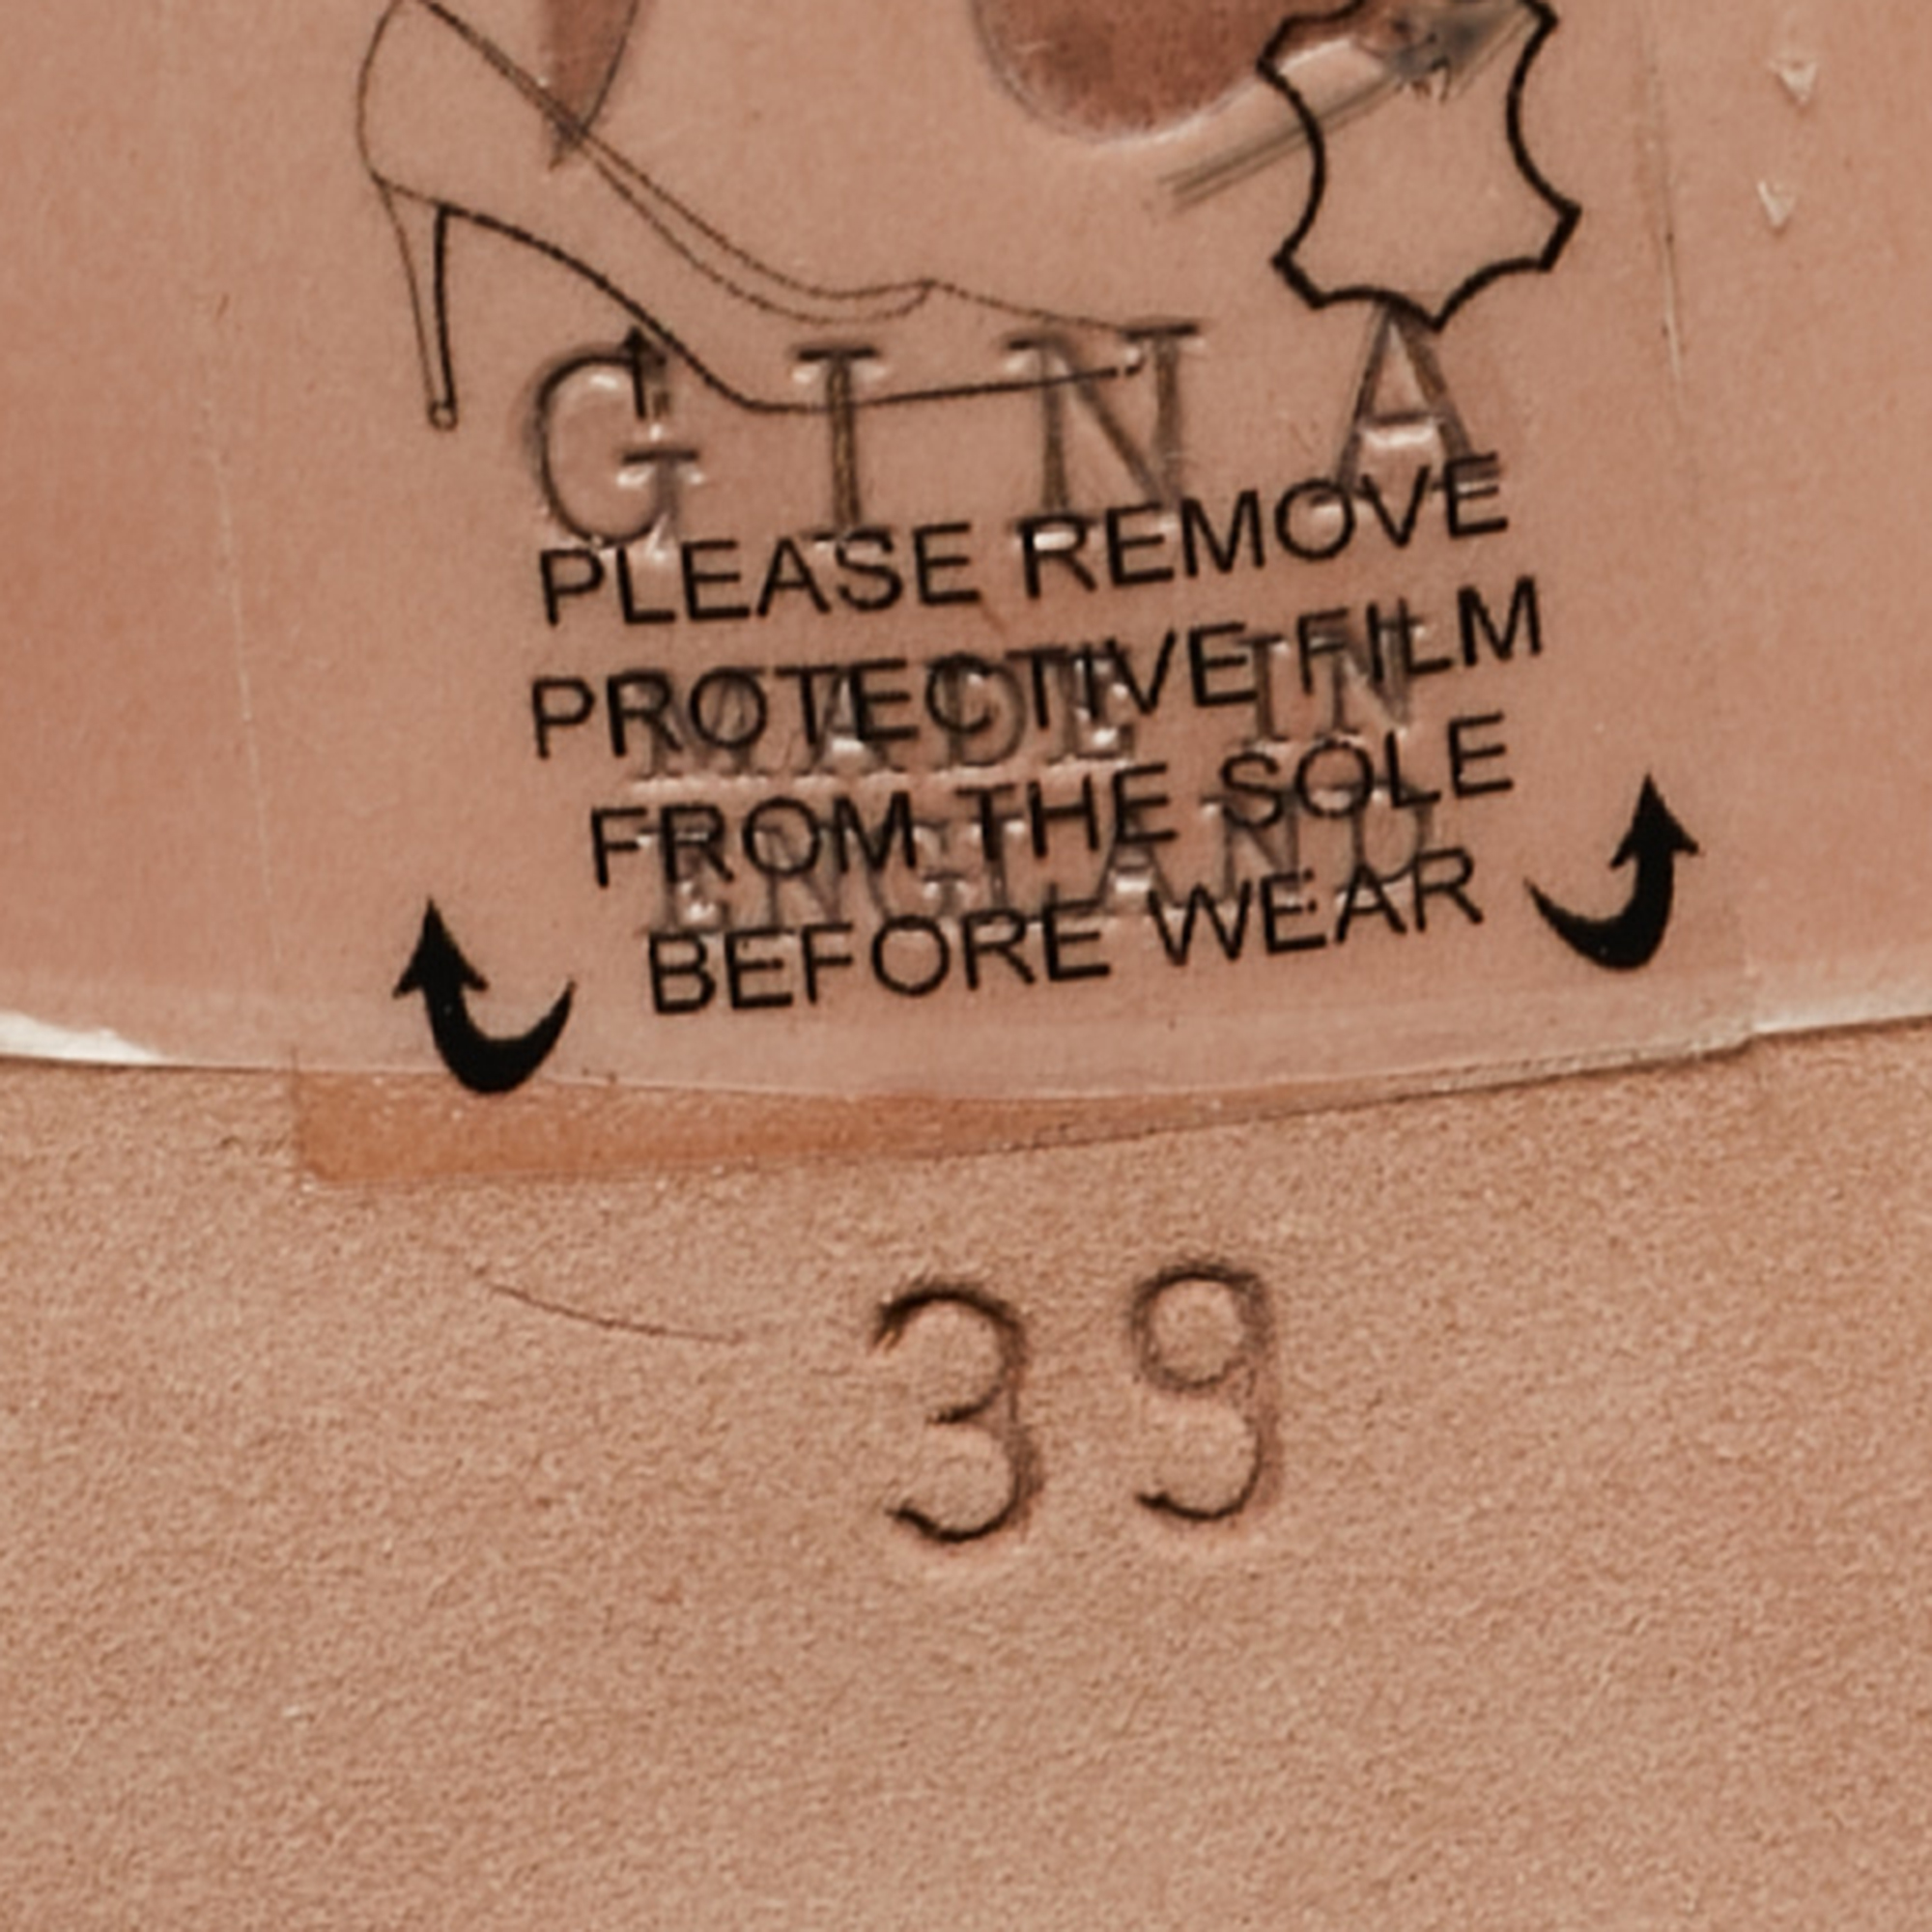 GINA
PLEASE REMOVE
PROTECTIVE FILM
MADE IN
FROM THE SOLE
ENGLAND
BEFORE WEAR
39